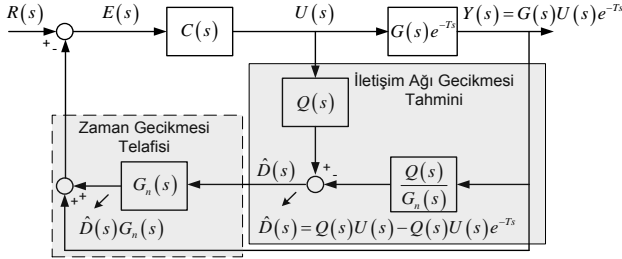 R(s)
E(s)
U(s)
Y(s) = G(s)U(s)e^{-Ts}
+
-
C(s)
G(s)e^{-Ts}
İletişim Ağı Gecikmesi
Tahmini
Q(s)
Zaman Gecikmesi
Telafisi
D̂(s)
+
-
G_n(s)
Q(s)
G_n(s)
++
D̂(s)G_n(s)
D̂(s) = Q(s)U(s) − Q(s)U(s)e^{-Ts}